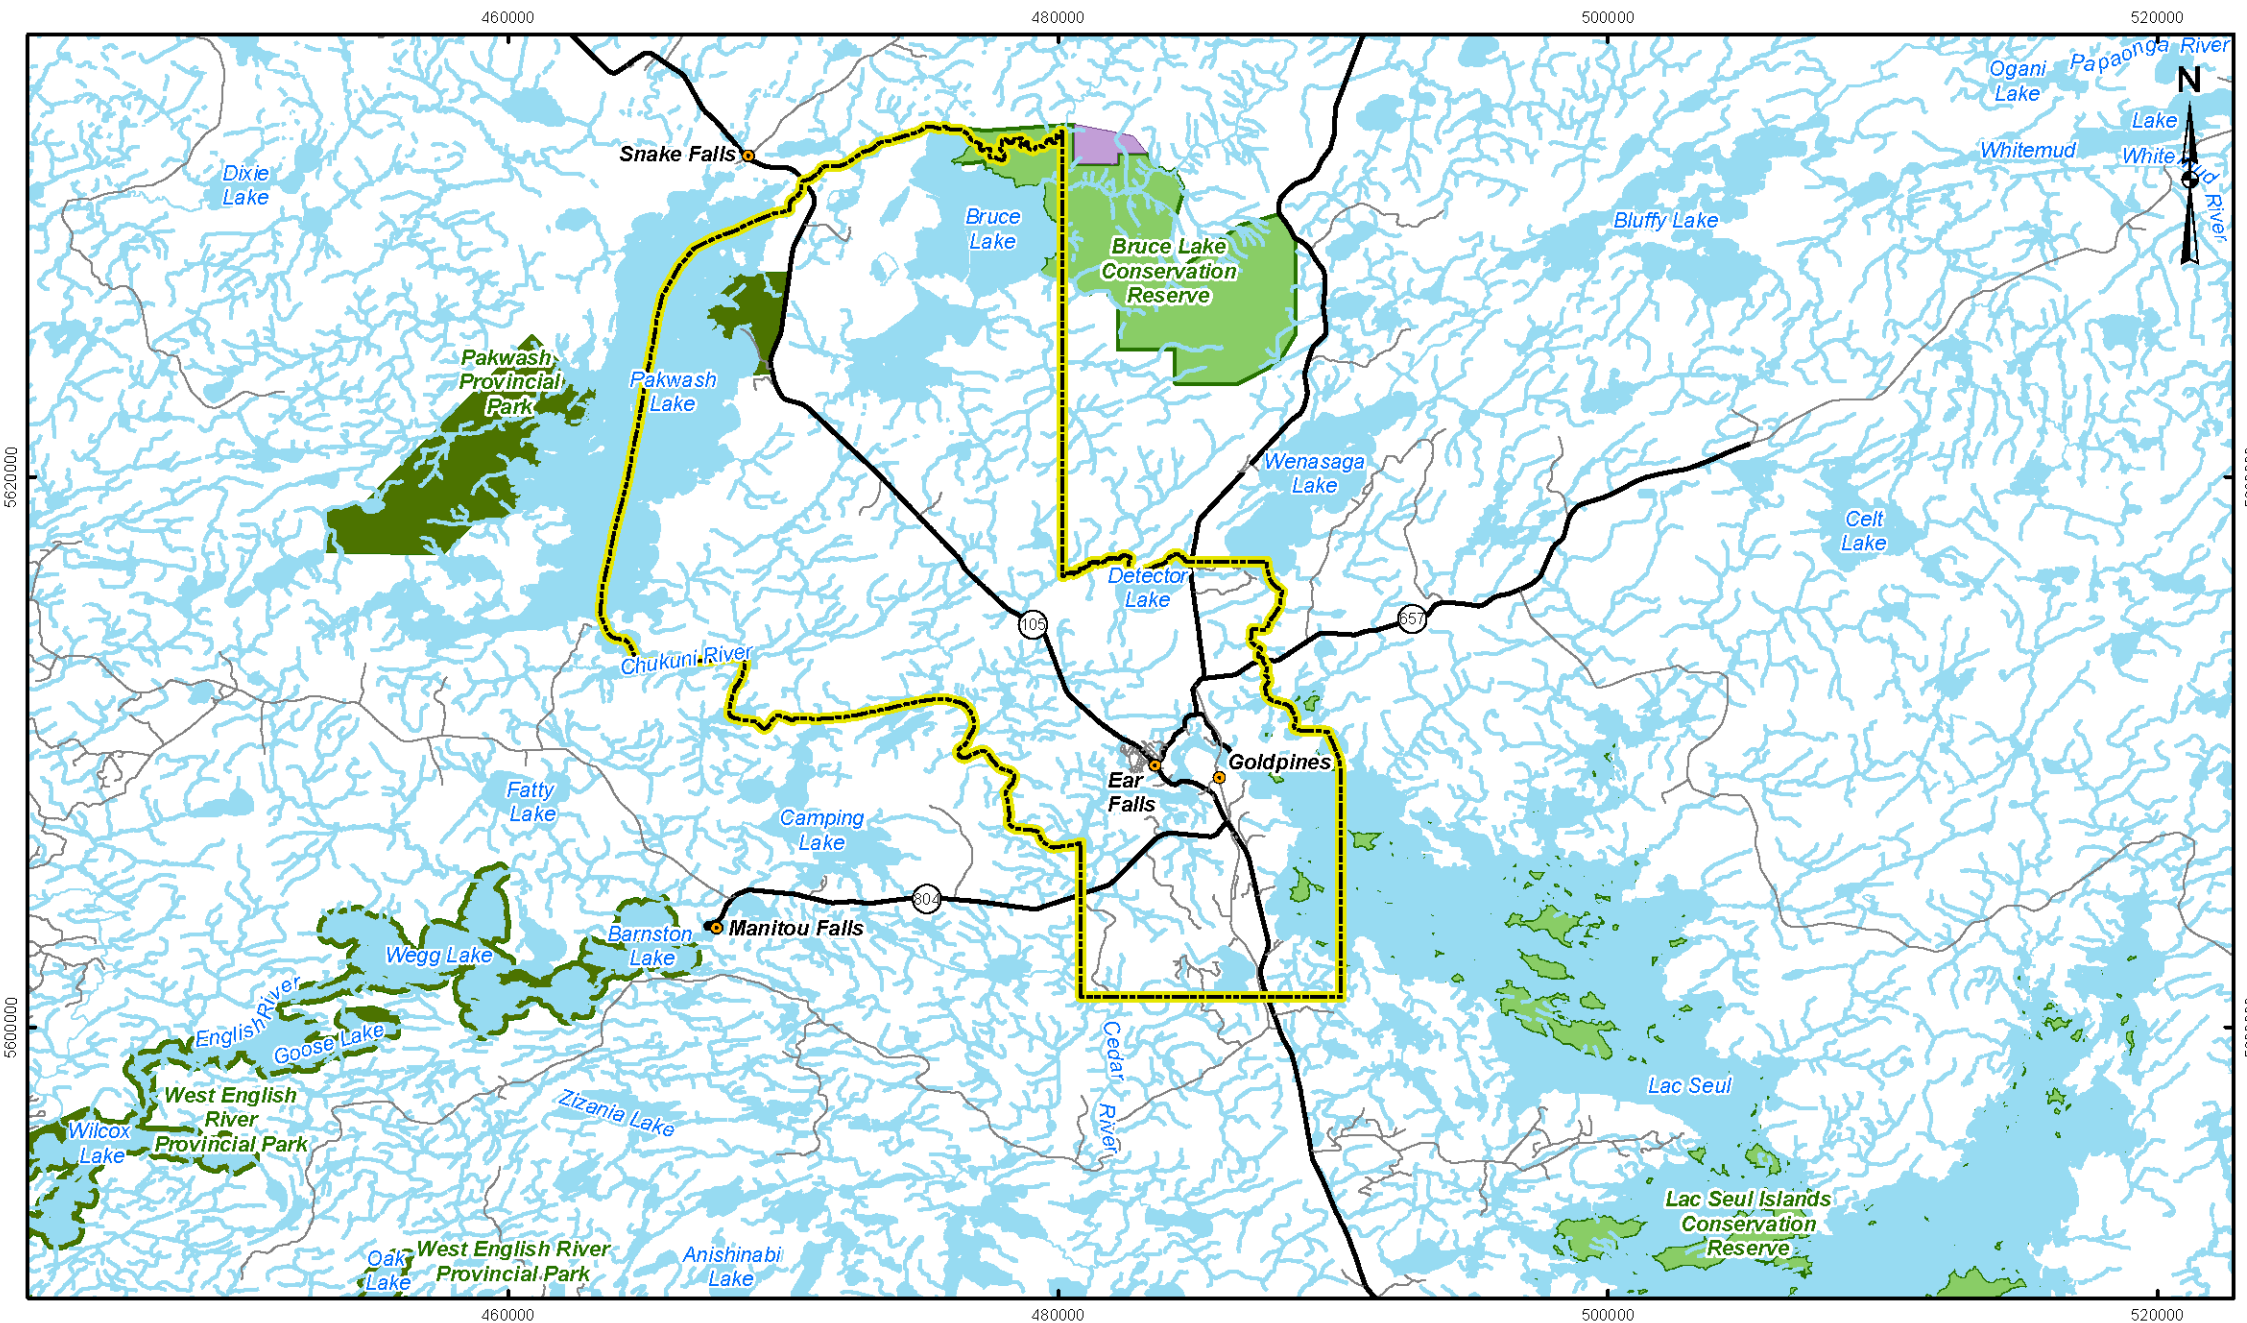 460000
480000
500000
520000
Papaonga River
Ogani
Lake
N
Lake
Whitemud
Whitemud River
Snake Falls
Dixie
Lake
Bruce
Lake
Bluffy Lake
Bruce Lake
Conservation
Reserve
Pakwash
Provincial
Park
Pakwash
Lake
Wenasaga
Lake
5620000
Celt
Lake
Detector
Lake
105
657
Chukuni River
Goldpines
Ear
Falls
Fatty
Lake
Camping
Lake
804
Manitou Falls
Barnston
Lake
Wegg Lake
English River
Goose Lake
5600000
Cedar River
Lac Seul
West English
River
Provincial Park
Zizania Lake
Wilcox
Lake
Lac Seul Islands
Conservation
Reserve
Oak
Lake
West English River
Provincial Park
Anishinabi
Lake
460000
480000
500000
520000